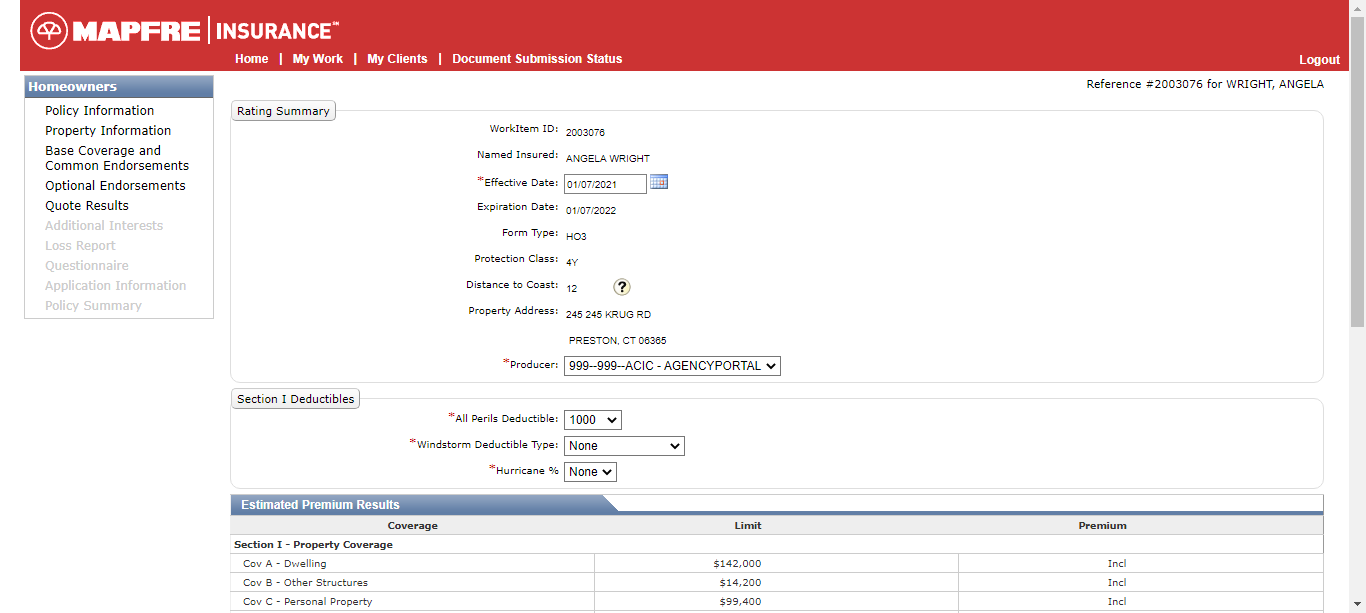 MAPFRE | INSURANCE℠
Home | My Work | My Clients | Document Submission Status
Logout
Reference #2003076 for WRIGHT, ANGELA
Homeowners
Policy Information
Property Information
Base Coverage and
Common Endorsements
Optional Endorsements
Quote Results
Additional Interests
Loss Report
Questionnaire
Application Information
Policy Summary
Rating Summary
WorkItem ID: 2003076
Named Insured: ANGELA WRIGHT
*Effective Date: 01/07/2021
Expiration Date: 01/07/2022
Form Type: HO3
Protection Class: 4Y
Distance to Coast: 12 ?
Property Address: 245 245 KRUG RD
PRESTON, CT 06365
*Producer: 999--999--ACIC - AGENCYPORTAL
Section I Deductibles
*All Perils Deductible: 1000
*Windstorm Deductible Type: None
*Hurricane % None
Estimated Premium Results
Coverage Limit Premium
Section I - Property Coverage
Cov A - Dwelling $142,000 Incl
Cov B - Other Structures $14,200 Incl
Cov C - Personal Property $99,400 Incl